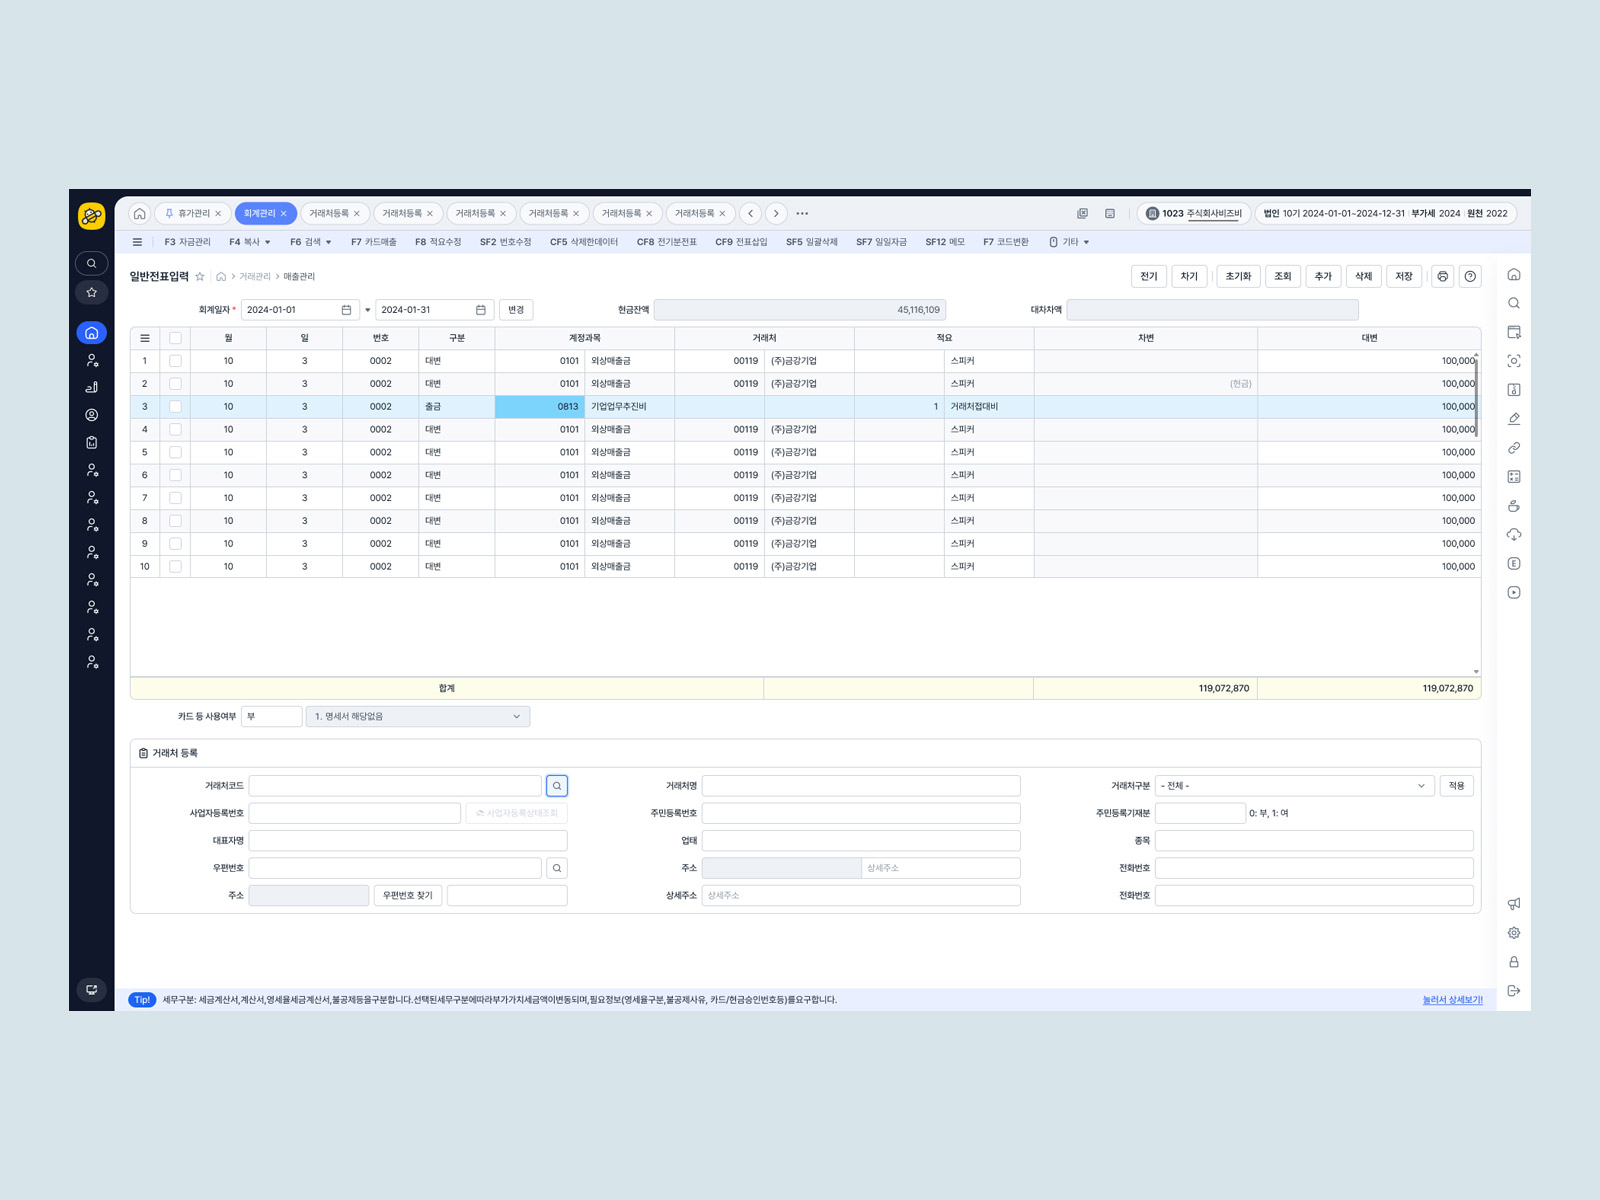 휴가관리 회계관리 거래처등록 거래처등록 거래처등록 거래처등록 거래처등록 거래처등록 1023 주식회사비즈비 법인 10기 2024-01-01~2024-12-31 부가세 2024 원천 2022
F3 자금관리 F4 복사 F6 검색 F7 카드매출 F8 적요수정 SF2 번호수정 CF5 삭제한데이터 CF8 전기분전표 CF9 전표삽입 SF5 일괄삭제 SF7 일일자금 SF12 메모 F7 코드변환 기타
일반전표입력 거래관리 매출관리 전기 차기 초기화 조회 추가 삭제 저장
회계일자 * 2024-01-01 2024-01-31 변경 현금잔액 45,116,109 대차차액
월 일 번호 구분 계정과목 거래처 적요 차변 대변
1 10 3 0002 대변 0101 외상매출금 00119 (주)금강기업 스피커 100,000
2 10 3 0002 대변 0101 외상매출금 00119 (주)금강기업 스피커 (현금) 100,000
3 10 3 0002 출금 0813 기업업무추진비 1 거래처접대비 100,000
4 10 3 0002 대변 0101 외상매출금 00119 (주)금강기업 스피커 100,000
5 10 3 0002 대변 0101 외상매출금 00119 (주)금강기업 스피커 100,000
6 10 3 0002 대변 0101 외상매출금 00119 (주)금강기업 스피커 100,000
7 10 3 0002 대변 0101 외상매출금 00119 (주)금강기업 스피커 100,000
8 10 3 0002 대변 0101 외상매출금 00119 (주)금강기업 스피커 100,000
9 10 3 0002 대변 0101 외상매출금 00119 (주)금강기업 스피커 100,000
10 10 3 0002 대변 0101 외상매출금 00119 (주)금강기업 스피커 100,000
합계 119,072,870 119,072,870
카드 등 사용여부 부 1. 명세서 해당없음
거래처 등록
거래처코드 거래처명 거래처구분 - 전체 - 적용
사업자등록번호 사업자등록상태조회 주민등록번호 주민등록기재분 0: 부, 1: 여
대표자명 업태 종목
우편번호 주소 상세주소 전화번호
주소 우편번호 찾기 상세주소 상세주소 전화번호
Tip! 세무구분: 세금계산서,계산서,영세율세금계산서,불공제등을구분합니다.선택된세무구분에따라부가가치세금액이변동되며,필요정보(영세율구분,불공제사유, 카드/현금승인번호등)를요구합니다. 눌러서 상세보기!